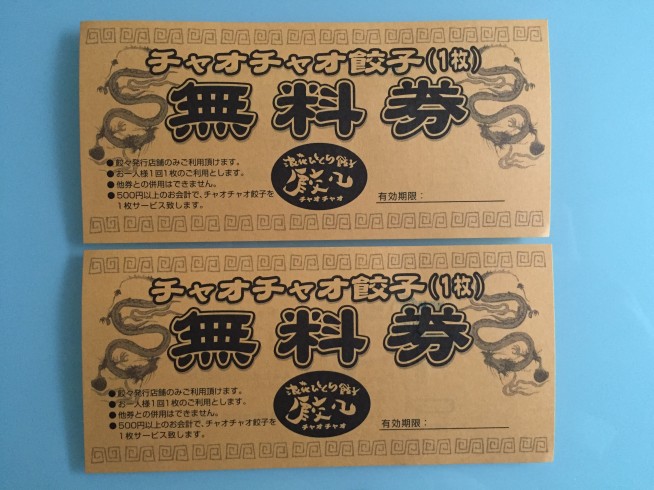 チャオチャオ餃子(1枚)
無料券
●餃々発行店舗のみご利用頂けます。
●お一人様1回1枚のご利用とします。
●他券との併用はできません。
●500円以上のお会計で、チャオチャオ餃子を
1枚サービス致します。
浪花ひとくち餃子
餃々
チャオチャオ
有効期限:
チャオチャオ餃子(1枚)
無料券
●餃々発行店舗のみご利用頂けます。
●お一人様1回1枚のご利用とします。
●他券との併用はできません。
●500円以上のお会計で、チャオチャオ餃子を
1枚サービス致します。
浪花ひとくち餃子
餃々
チャオチャオ
有効期限: